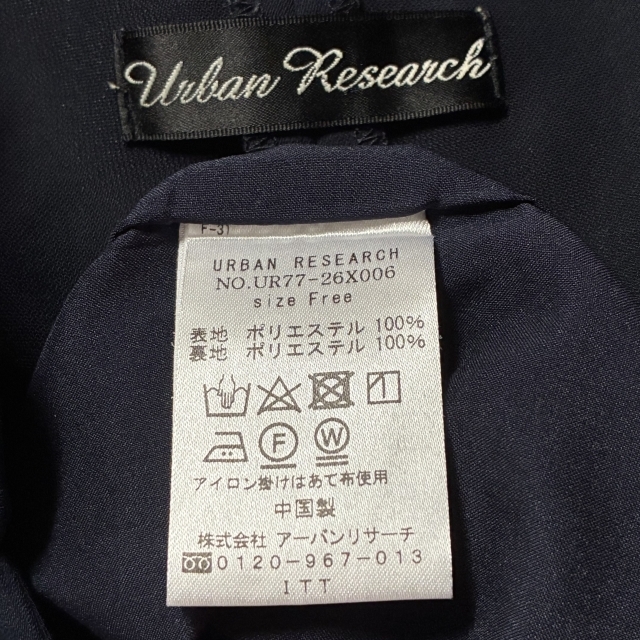 Urban Research
F-31
URBAN RESEARCH
NO.UR77-26X006
size Free
表地 ポリエステル 100%
裏地 ポリエステル 100%
F W
アイロン掛けはあて布使用
中国製
株式会社 アーバンリサーチ
0120-967-013
ITT